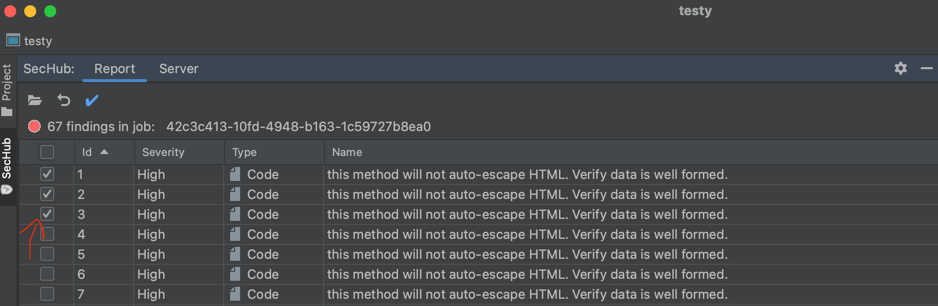 testy
testy
SecHub: Report Server
Project
SecHub
67 findings in job: 42c3c413-10fd-4948-b163-1c59727b8ea0
Id Severity Type Name
1 High Code this method will not auto-escape HTML. Verify data is well formed.
2 High Code this method will not auto-escape HTML. Verify data is well formed.
3 High Code this method will not auto-escape HTML. Verify data is well formed.
4 High Code this method will not auto-escape HTML. Verify data is well formed.
5 High Code this method will not auto-escape HTML. Verify data is well formed.
6 High Code this method will not auto-escape HTML. Verify data is well formed.
7 High Code this method will not auto-escape HTML. Verify data is well formed.